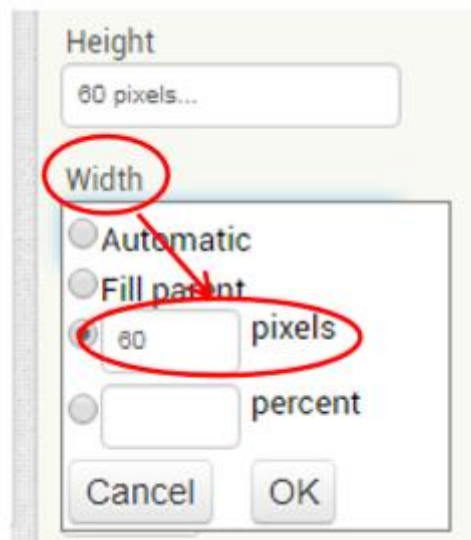 Height
60 pixels...
Width
Automatic
Fill parent
60 pixels
percent
Cancel OK